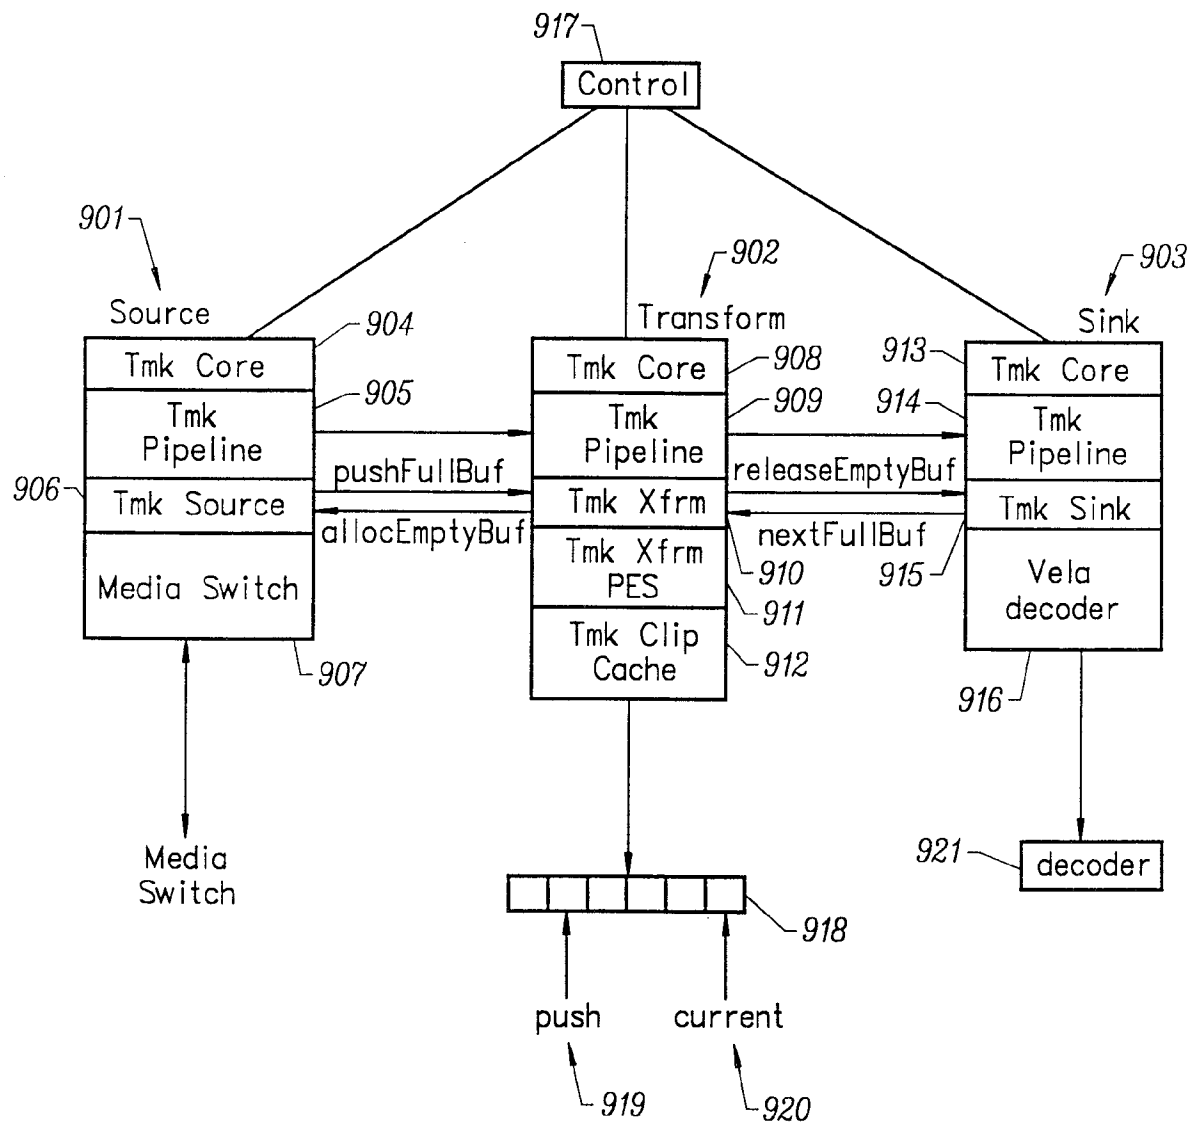 917
Control
901
902
903
Source
Transform
Sink
904
Tmk Core
Tmk Core
908
913
Tmk Core
905
Tmk
Pipeline
909
Tmk
Pipeline
914
Tmk
Pipeline
pushFullBuf
releaseEmptyBuf
906
Tmk Source
Tmk Xfrm
Tmk Sink
allocEmptyBuf
nextFullBuf
910
915
Media Switch
Tmk Xfrm
PES
911
Vela
decoder
907
Tmk Clip
Cache
912
916
Media
Switch
921
decoder
918
push
current
919
920